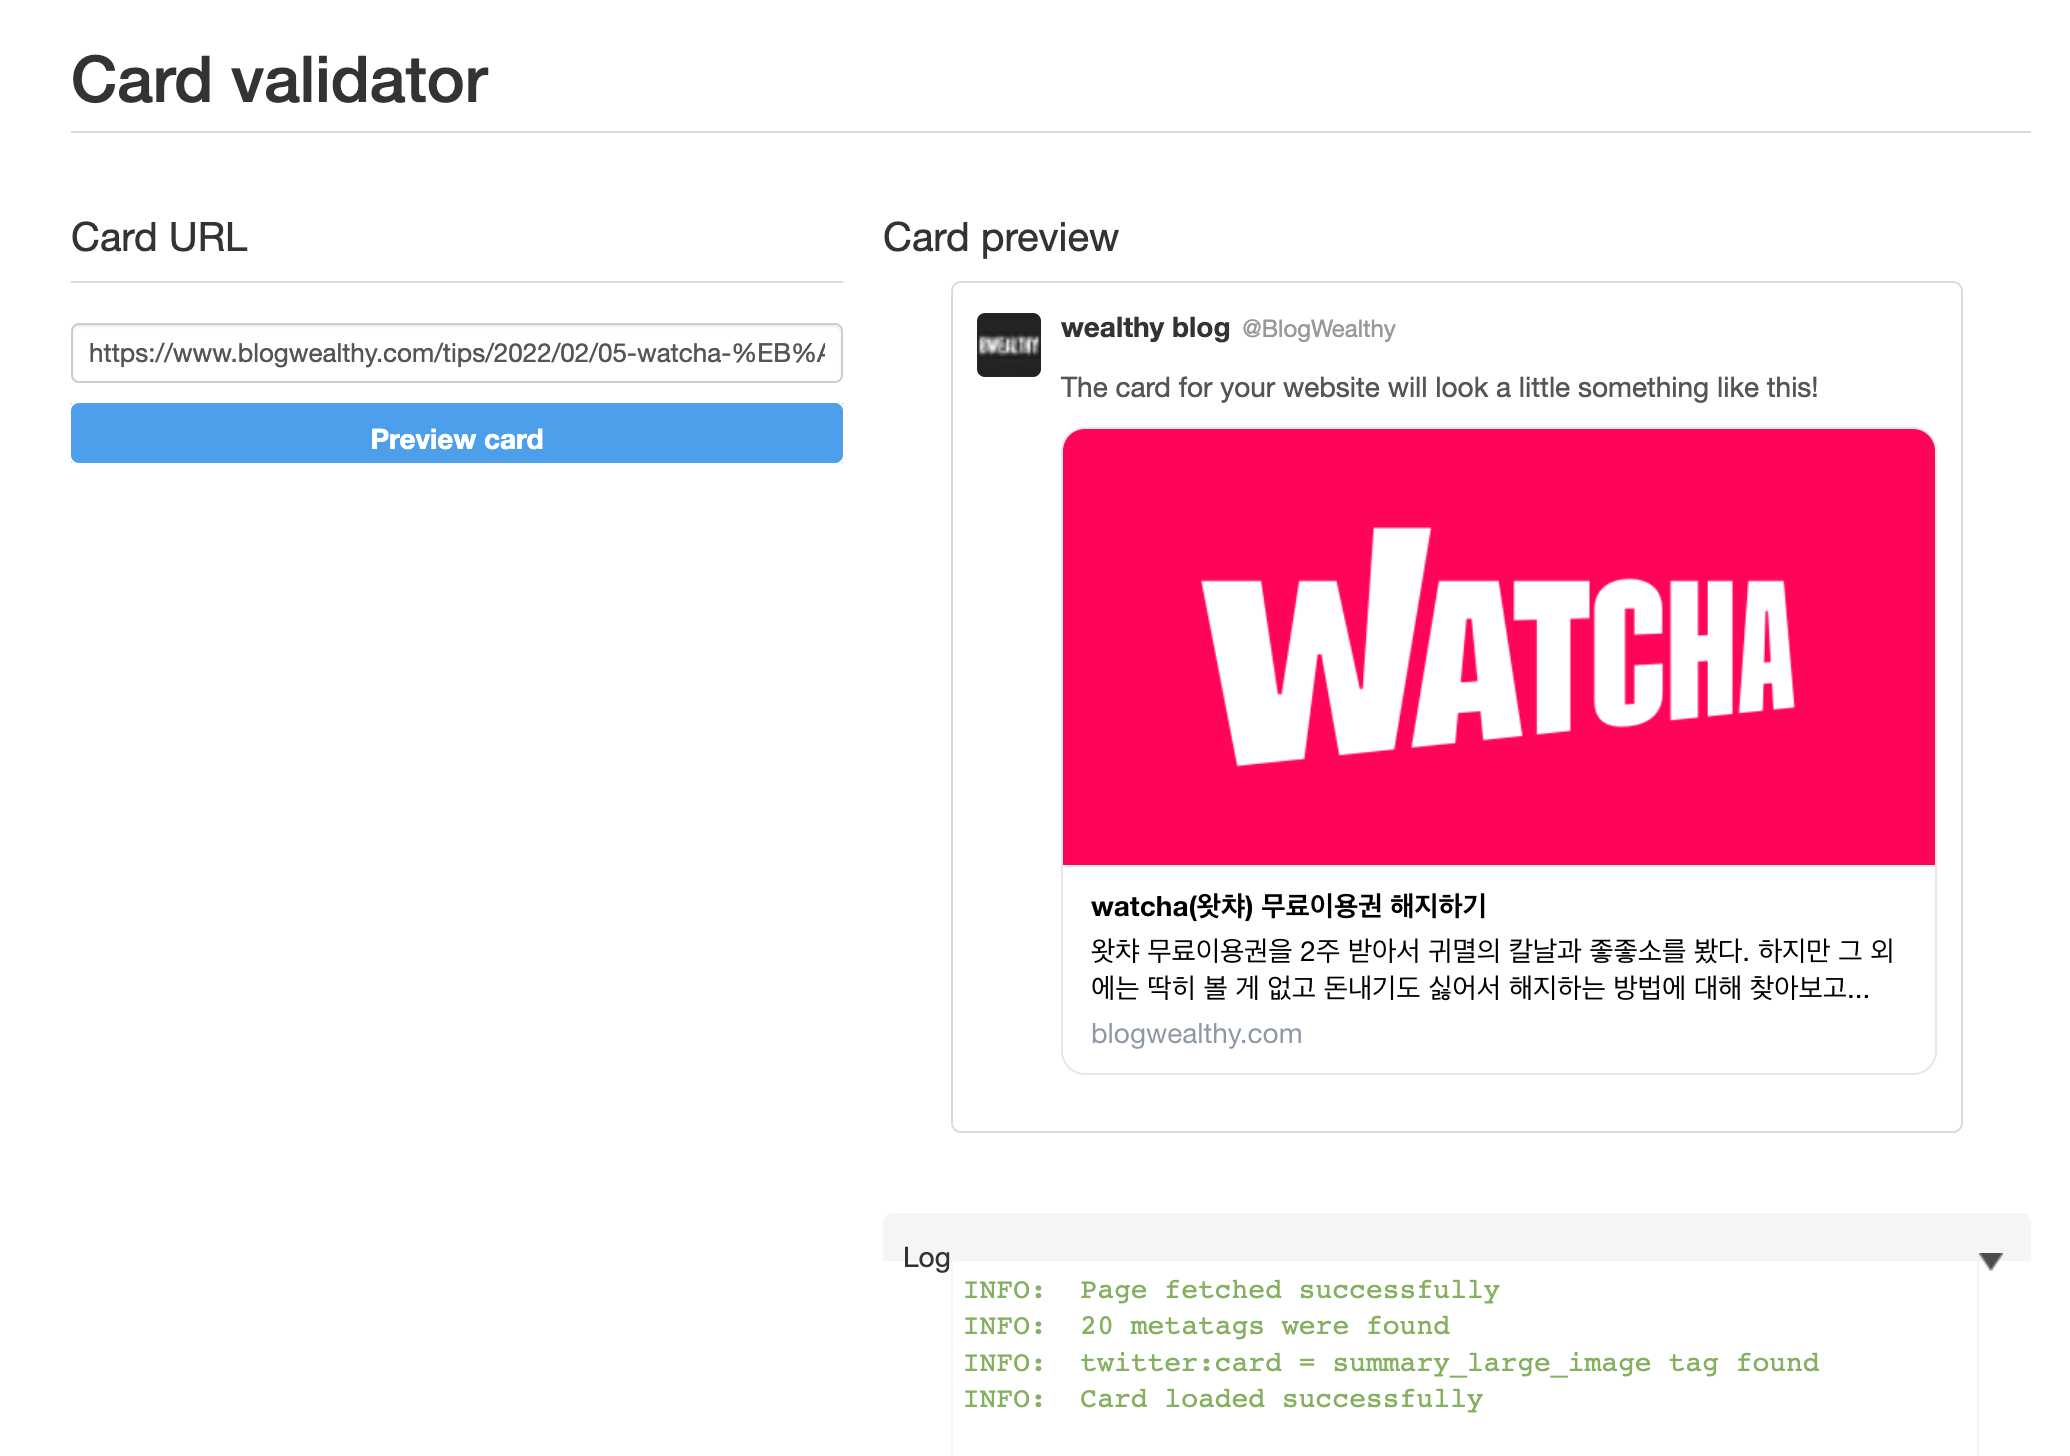 Card validator
Card URL
https://www.blogwealthy.com/tips/2022/02/05-watcha-%EB%A
Preview card
Card preview
BWEALTHY
wealthy blog @BlogWealthy
The card for your website will look a little something like this!
WATCHA
watcha(왓챠) 무료이용권 해지하기
왓챠 무료이용권을 2주 받아서 귀멸의 칼날과 좋좋소를 봤다. 하지만 그 외
에는 딱히 볼 게 없고 돈내기도 싫어서 해지하는 방법에 대해 찾아보고...
blogwealthy.com
Log
INFO: Page fetched successfully
INFO: 20 metatags were found
INFO: twitter:card = summary_large_image tag found
INFO: Card loaded successfully